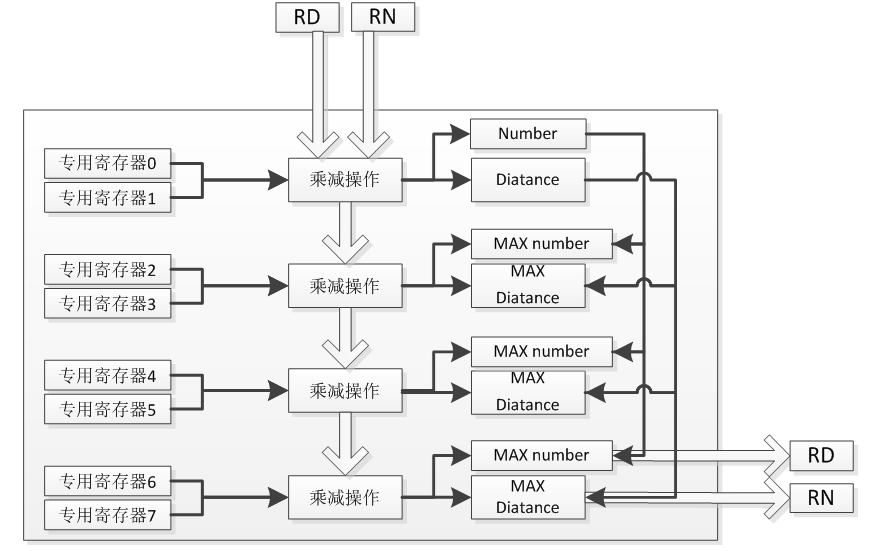 RD
RN
专用寄存器0
专用寄存器1
乘减操作
Number
Diatance
专用寄存器2
专用寄存器3
乘减操作
MAX number
MAX
Diatance
专用寄存器4
专用寄存器5
乘减操作
MAX number
MAX
Diatance
专用寄存器6
专用寄存器7
乘减操作
MAX number
MAX
Diatance
RD
RN